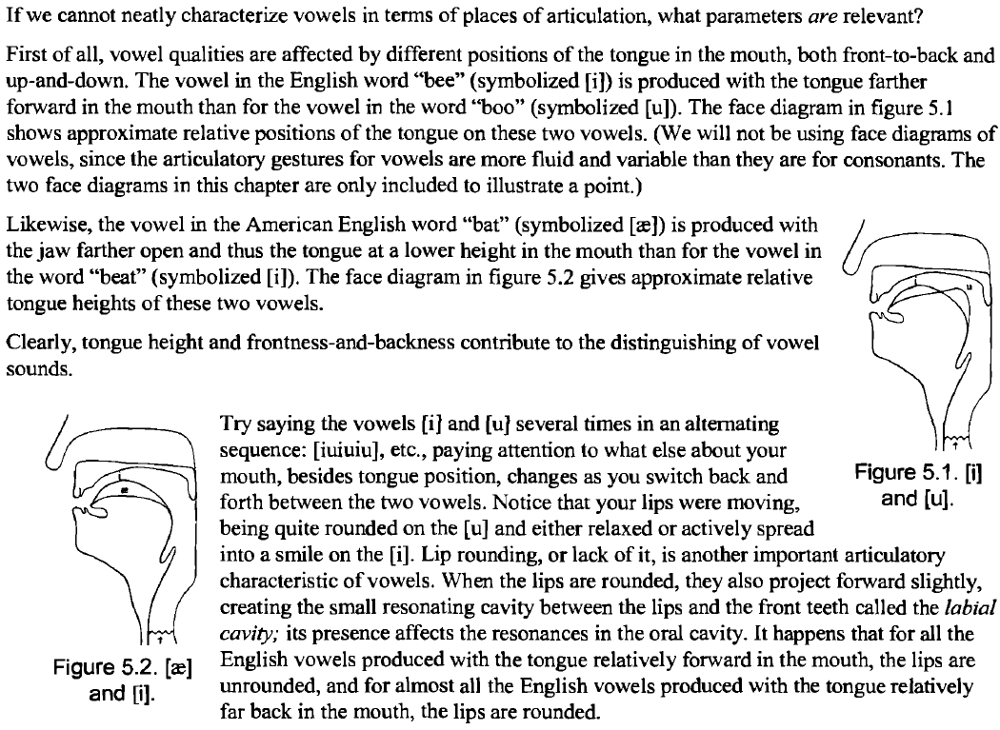 If we cannot neatly characterize vowels in terms of places of articulation, what parameters are relevant?
First of all, vowel qualities are affected by different positions of the tongue in the mouth, both front-to-back and
up-and-down. The vowel in the English word “bee” (symbolized [i]) is produced with the tongue farther
forward in the mouth than for the vowel in the word “boo” (symbolized [u]). The face diagram in figure 5.1
shows approximate relative positions of the tongue on these two vowels. (We will not be using face diagrams of
vowels, since the articulatory gestures for vowels are more fluid and variable than they are for consonants. The
two face diagrams in this chapter are only included to illustrate a point.)
Likewise, the vowel in the American English word “bat” (symbolized [æ]) is produced with
the jaw farther open and thus the tongue at a lower height in the mouth than for the vowel in
the word “beat” (symbolized [i]). The face diagram in figure 5.2 gives approximate relative
tongue heights of these two vowels.
Clearly, tongue height and frontness-and-backness contribute to the distinguishing of vowel
sounds.
i
u
Figure 5.1. [i]
and [u].
Try saying the vowels [i] and [u] several times in an alternating
sequence: [iuiuiu], etc., paying attention to what else about your
mouth, besides tongue position, changes as you switch back and
forth between the two vowels. Notice that your lips were moving,
being quite rounded on the [u] and either relaxed or actively spread
into a smile on the [i]. Lip rounding, or lack of it, is another important articulatory
characteristic of vowels. When the lips are rounded, they also project forward slightly,
creating the small resonating cavity between the lips and the front teeth called the labial
cavity; its presence affects the resonances in the oral cavity. It happens that for all the
English vowels produced with the tongue relatively forward in the mouth, the lips are
unrounded, and for almost all the English vowels produced with the tongue relatively
far back in the mouth, the lips are rounded.
i
æ
Figure 5.2. [æ]
and [i].